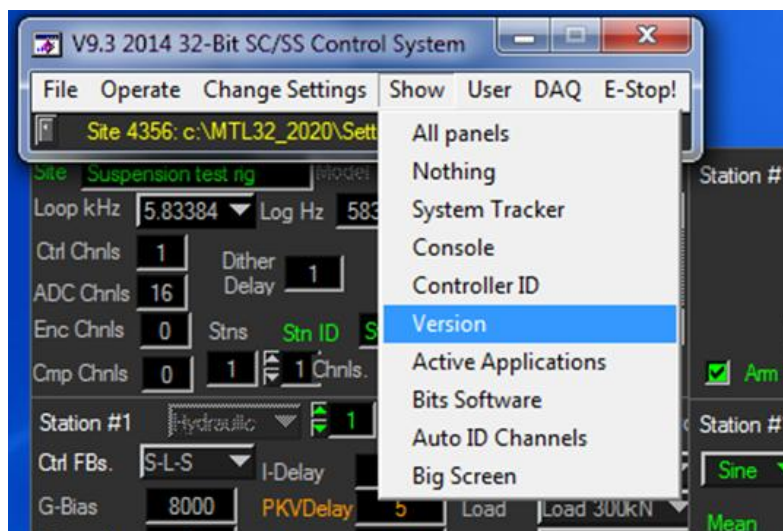 V9.3 2014 32-Bit SC/SS Control System
File Operate Change Settings Show User DAQ E-Stop!
Site 4356: c:\MTL32_2020\Sett
All panels
Nothing
System Tracker
Console
Controller ID
Version
Active Applications
Bits Software
Auto ID Channels
Big Screen
Site Suspension test rig Model
Loop kHz 5.83384 Log Hz 583
Ctrl Chnls 1 Dither Delay 1
ADC Chnls 16
Enc Chnls 0 Stns Stn ID S
Cmp Chnls 0 1 1 Chnls.
Station #1 Hydraulic 1
Ctrl FBs. S-L-S I-Delay
G-Bias 8000 PKVDelay 5 Load Load 300kN
Station #
Arm
Station #
Sine
Mean